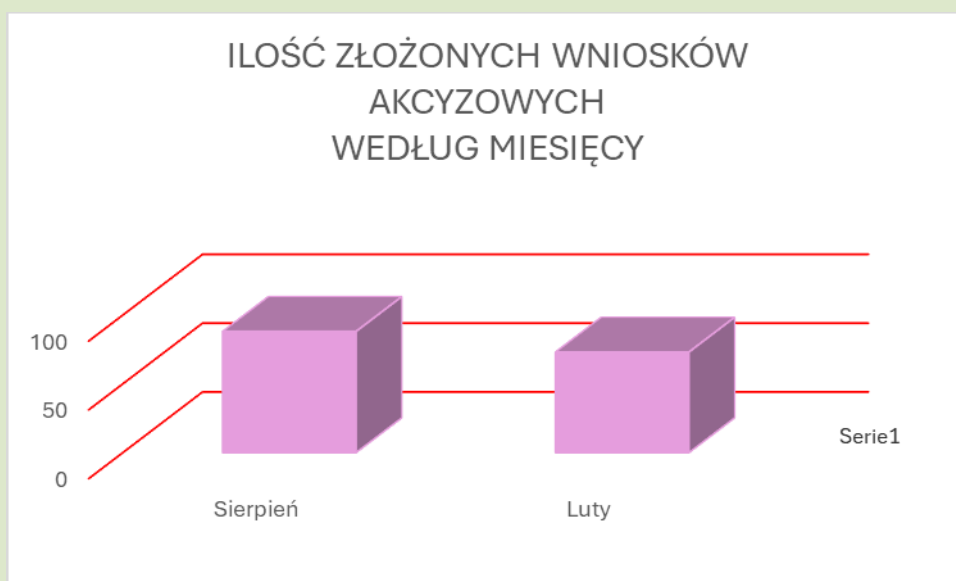 ILOŚĆ ZŁOŻONYCH WNIOSKÓW
AKCYZOWYCH
WEDŁUG MIESIĘCY
100
50
0
Serie1
Sierpień
Luty